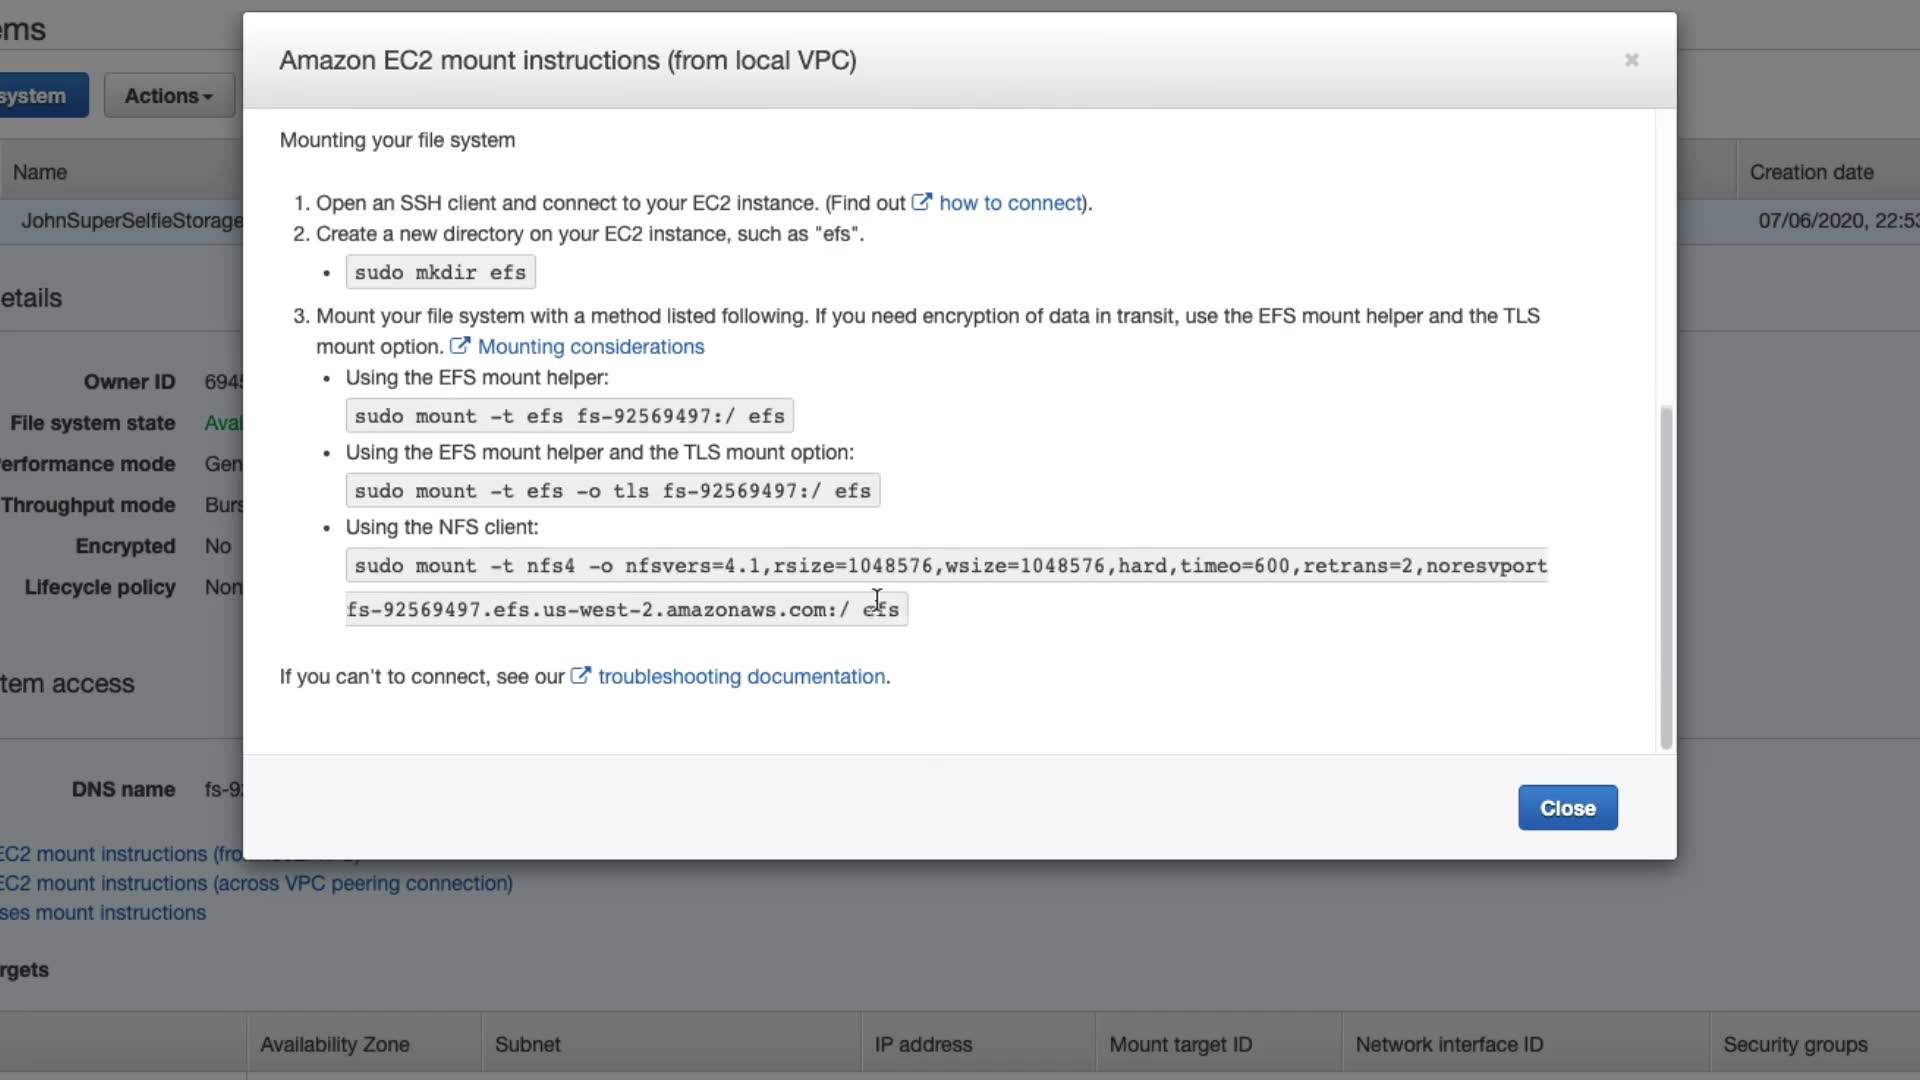 ems
system
Actions
Amazon EC2 mount instructions (from local VPC)
Mounting your file system
1. Open an SSH client and connect to your EC2 instance. (Find out how to connect).
2. Create a new directory on your EC2 instance, such as "efs".
• sudo mkdir efs
3. Mount your file system with a method listed following. If you need encryption of data in transit, use the EFS mount helper and the TLS
mount option. Mounting considerations
• Using the EFS mount helper:
sudo mount -t efs fs-92569497:/ efs
• Using the EFS mount helper and the TLS mount option:
sudo mount -t efs -o tls fs-92569497:/ efs
• Using the NFS client:
sudo mount -t nfs4 -o nfsvers=4.1,rsize=1048576,wsize=1048576,hard,timeo=600,retrans=2,noresvport
fs-92569497.efs.us-west-2.amazonaws.com:/ efs
If you can't to connect, see our troubleshooting documentation.
Close
Name
Creation date
JohnSuperSelfieStorage
07/06/2020, 22:53
etails
Owner ID 694
File system state Avai
erformance mode Gen
Throughput mode Burs
Encrypted No
Lifecycle policy Non
tem access
DNS name fs-92
EC2 mount instructions (from
EC2 mount instructions (across VPC peering connection)
ses mount instructions
rgets
Availability Zone
Subnet
IP address
Mount target ID
Network interface ID
Security groups